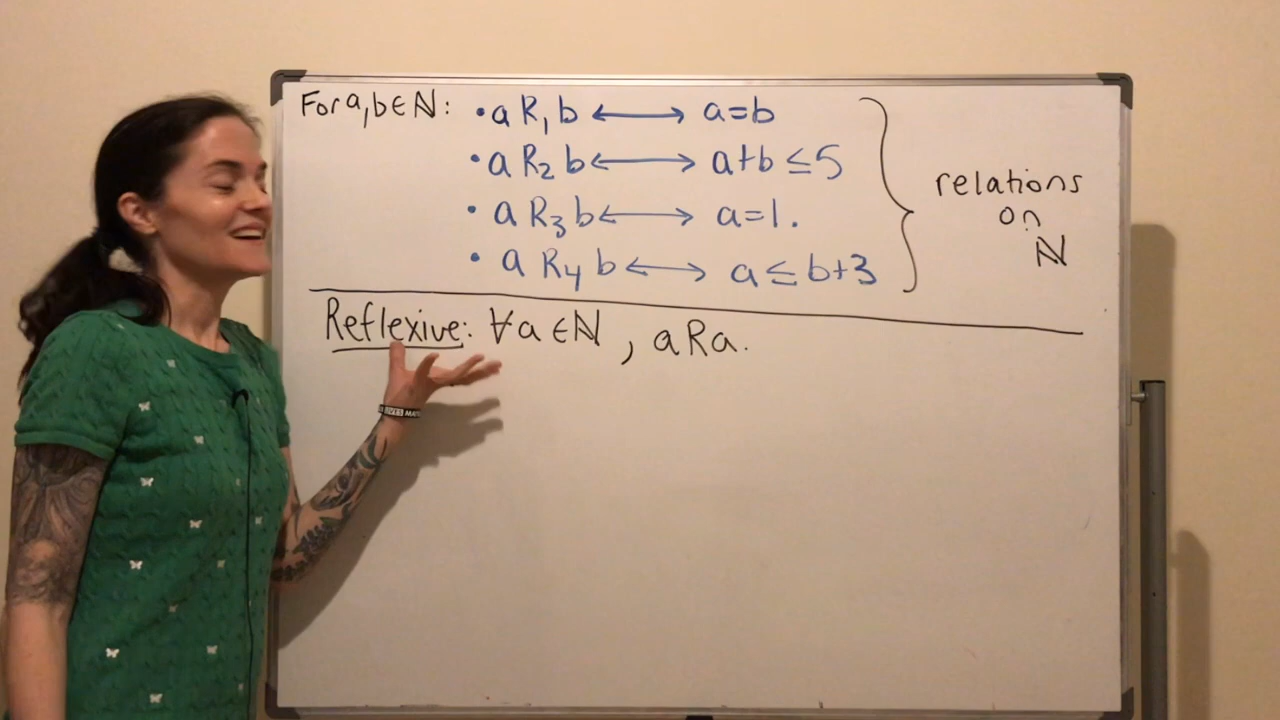 For a,b ∈ ℕ: • a R₁ b ⟷ a=b
• a R₂ b ⟷ a+b ≤ 5
• a R₃ b ⟷ a=1.
• a R₄ b ⟷ a ≤ b+3
relations
on
ℕ
Reflexive: ∀a ∈ ℕ, aRa.